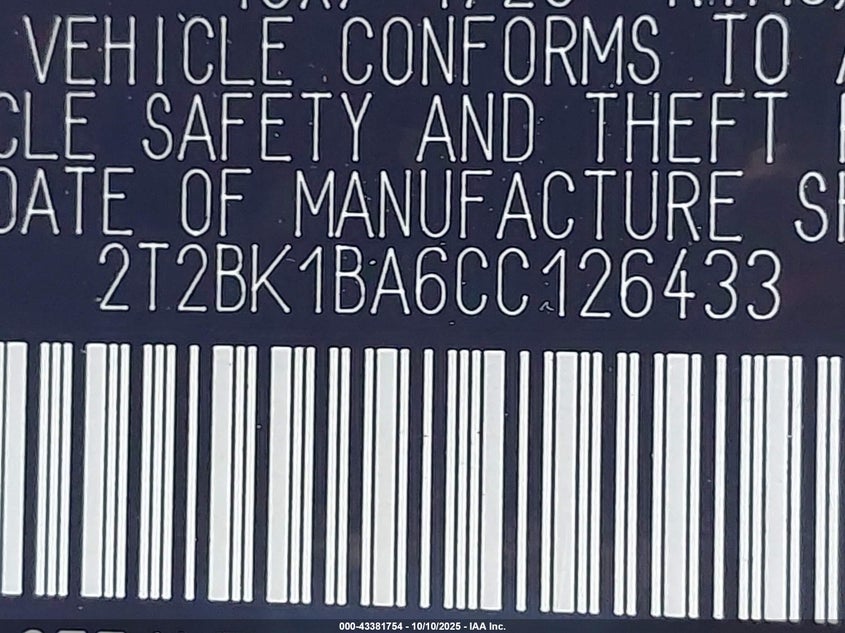 VEHICLE CONFORMS TO
CLE SAFETY AND THEFT
DATE OF MANUFACTURE
2T2BK1BA6CC126433
000-43381754 - 10/10/2025 - IAA Inc.